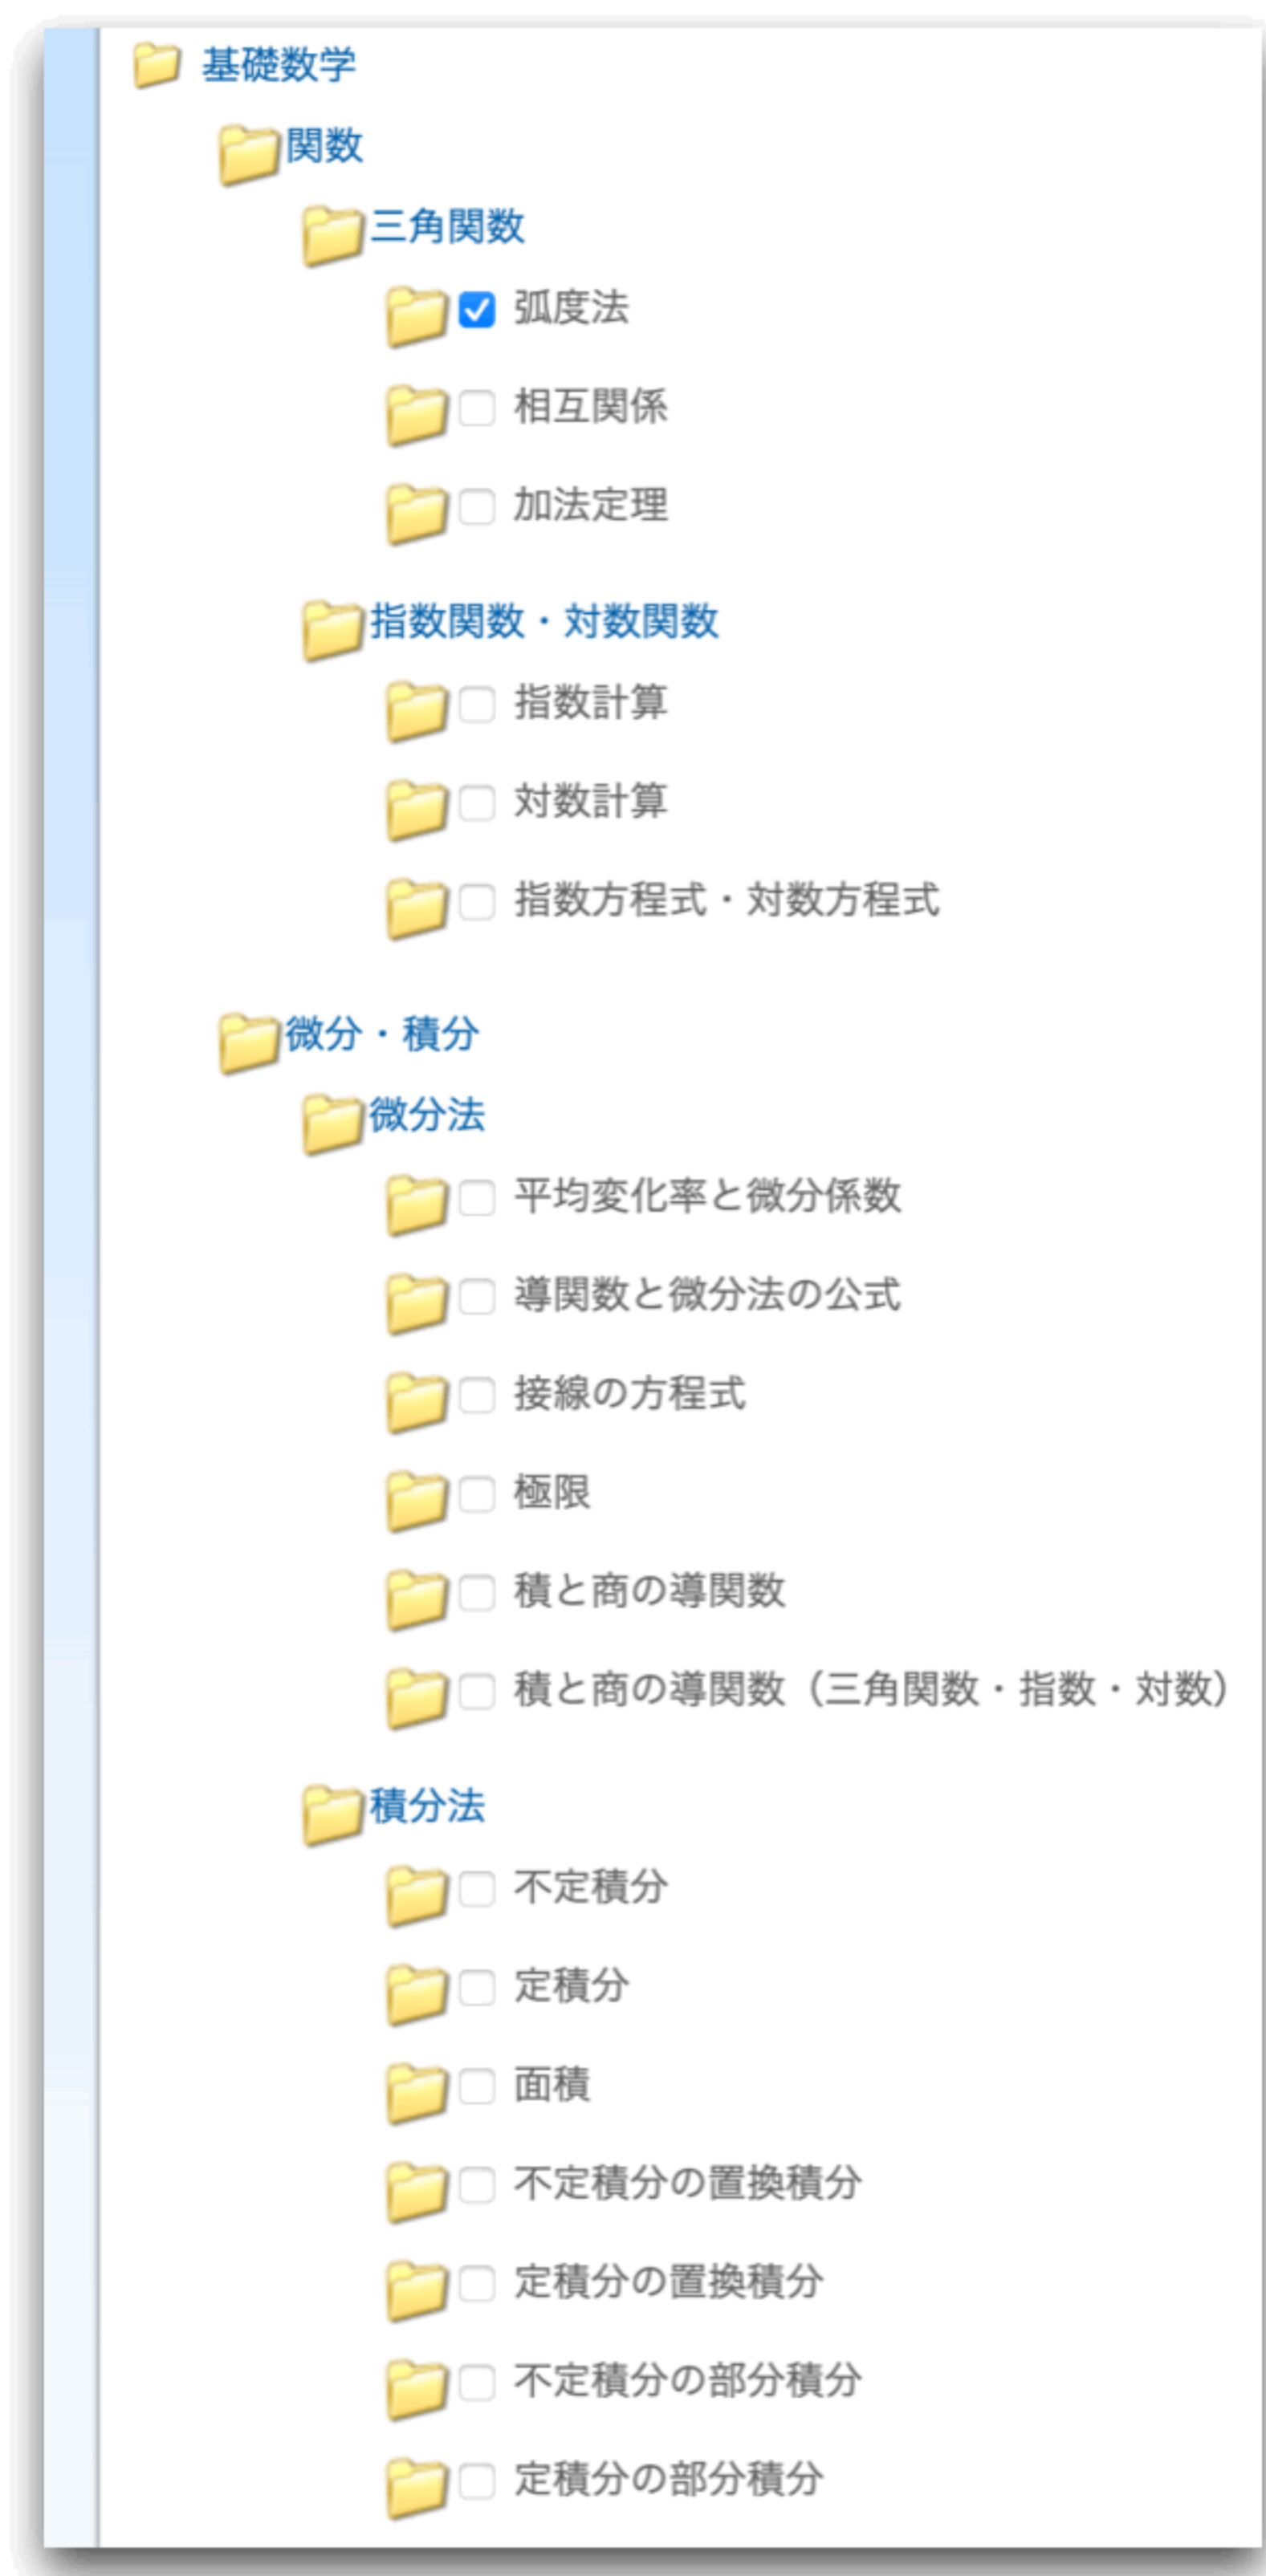 基礎数学
関数
三角関数
弧度法
相互関係
加法定理
指数関数・対数関数
指数計算
対数計算
指数方程式・対数方程式
微分・積分
微分法
平均変化率と微分係数
導関数と微分法の公式
接線の方程式
極限
積と商の導関数
積と商の導関数（三角関数・指数・対数）
積分法
不定積分
定積分
面積
不定積分の置換積分
定積分の置換積分
不定積分の部分積分
定積分の部分積分